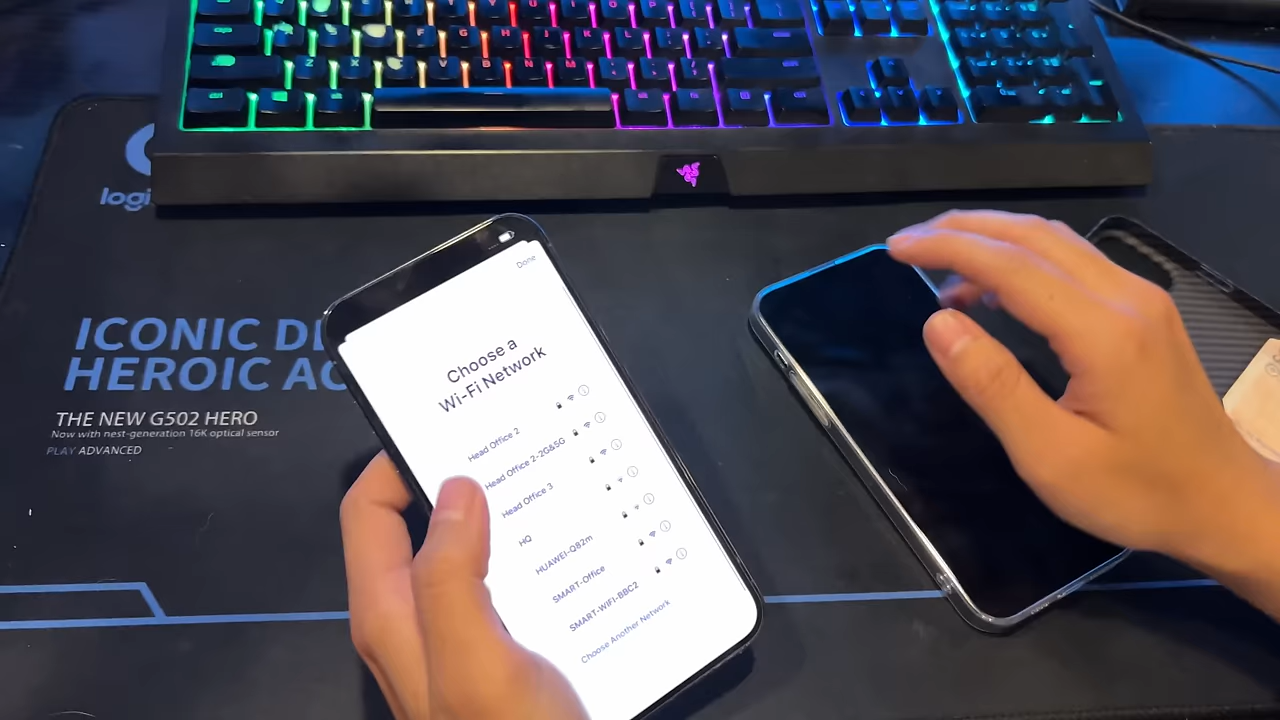 logi
ICONIC DE
HEROIC AC
THE NEW G502 HERO
Now with nest-generation 16K optical sensor
PLAY ADVANCED
Done
Choose a
Wi-Fi Network
Head Office 2
Head Office 2-2G&5G
Head Office 3
HQ
HUAWEI-Q82m
SMART-Office
SMART-WIFI-BBC2
Choose Another Network